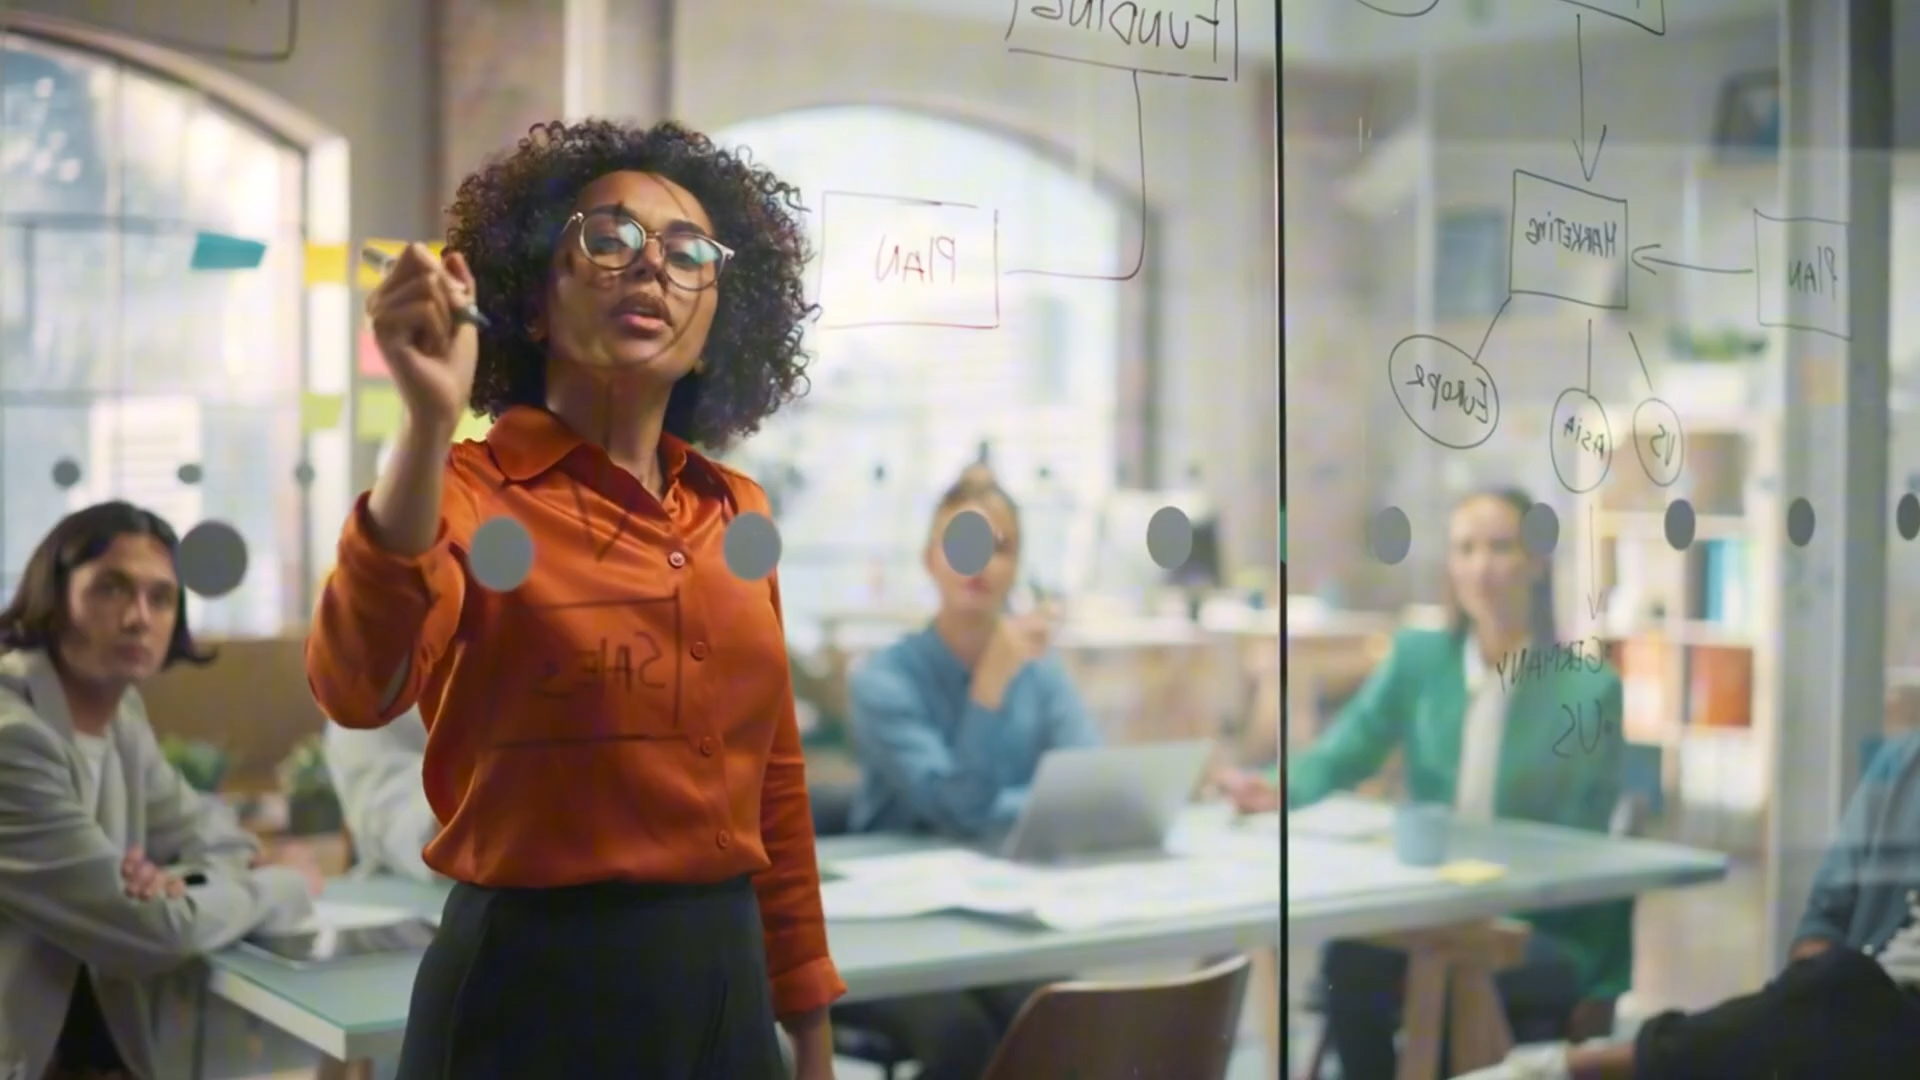 FUNDING
PLAN
SALES
MARKETING
PLAN
EUROPE
ASIA
US
GERMANY
US